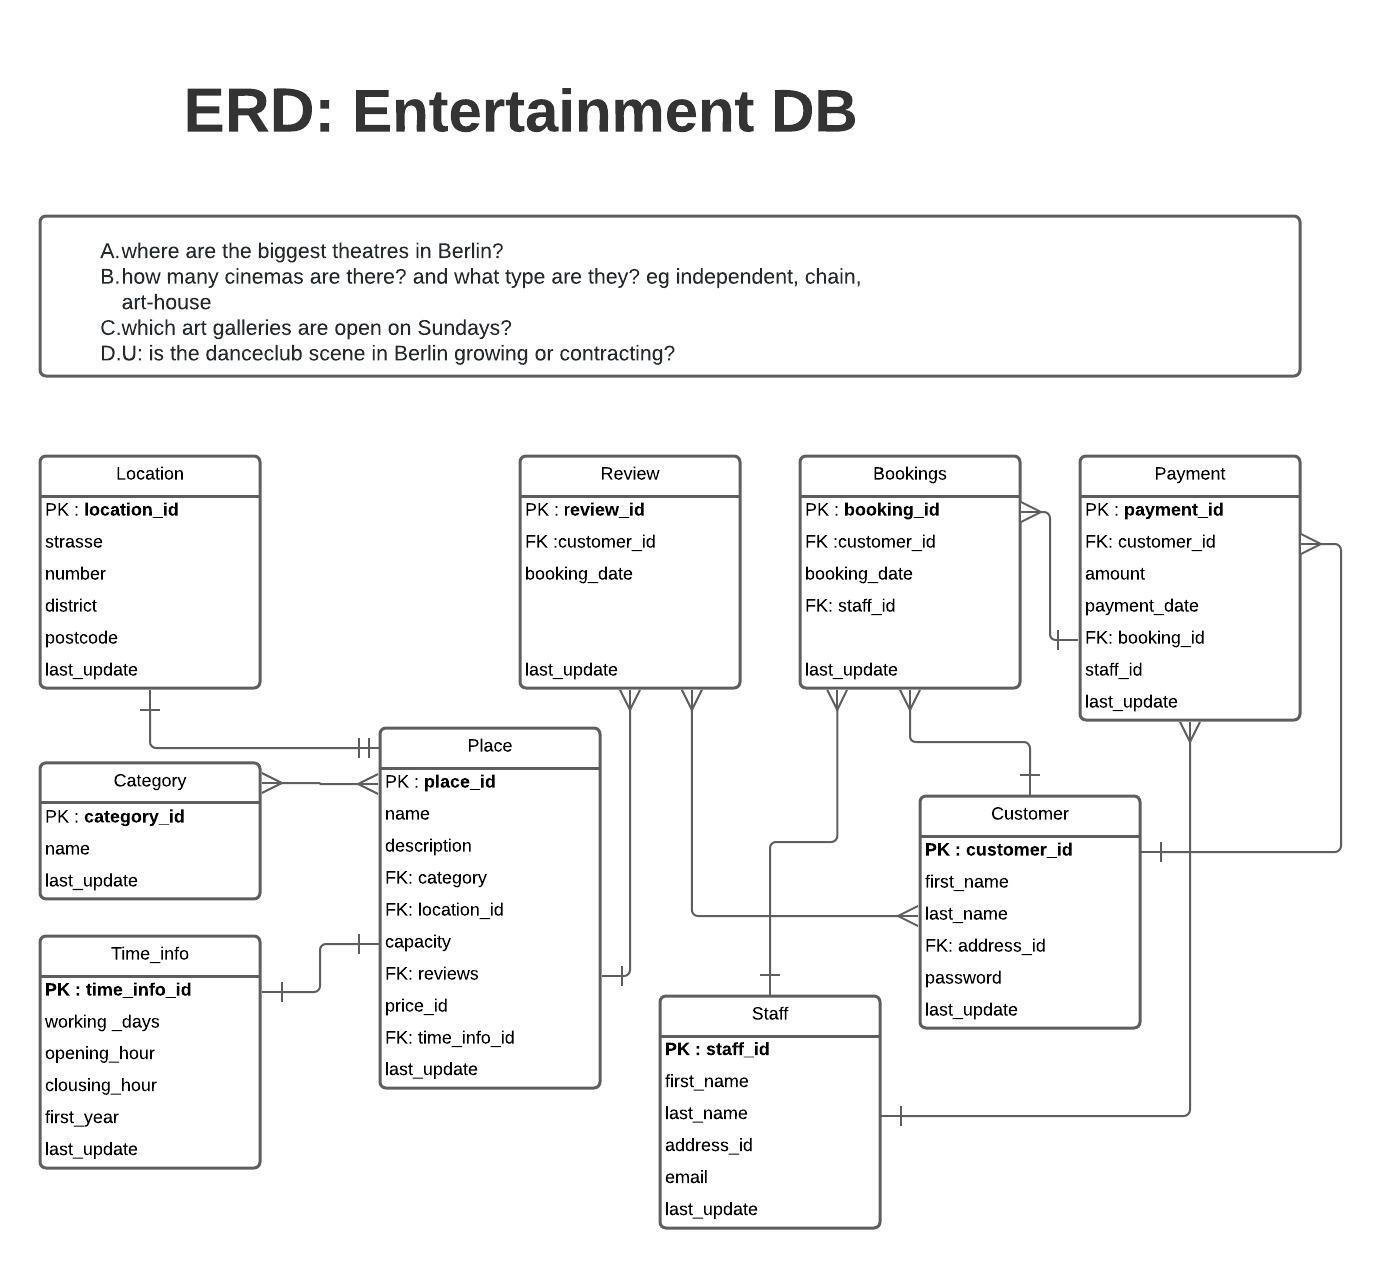 ERD: Entertainment DB
A.where are the biggest theatres in Berlin?
B.how many cinemas are there? and what type are they? eg independent, chain,
art-house
C.which art galleries are open on Sundays?
D.U: is the danceclub scene in Berlin growing or contracting?
Location
PK : location_id
strasse
number
district
postcode
last_update
Review
PK : review_id
FK :customer_id
booking_date
last_update
Bookings
PK : booking_id
FK :customer_id
booking_date
FK: staff_id
last_update
Payment
PK : payment_id
FK: customer_id
amount
payment_date
FK: booking_id
staff_id
last_update
Category
PK : category_id
name
last_update
Place
PK : place_id
name
description
FK: category
FK: location_id
capacity
FK: reviews
price_id
FK: time_info_id
last_update
Customer
PK : customer_id
first_name
last_name
FK: address_id
password
last_update
Time_info
PK : time_info_id
working _days
opening_hour
clousing_hour
first_year
last_update
Staff
PK : staff_id
first_name
last_name
address_id
email
last_update